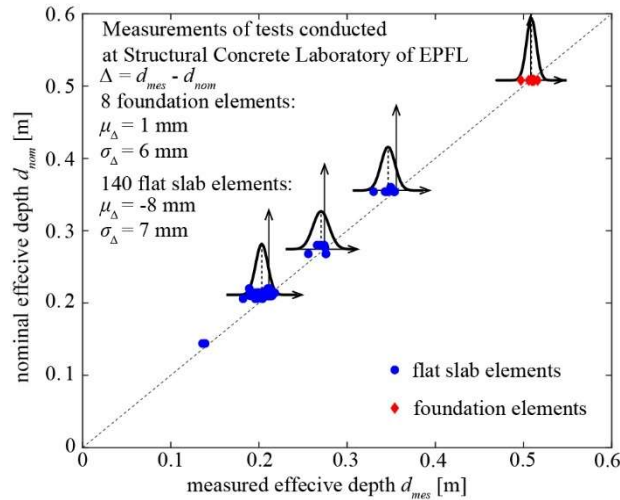 Measurements of tests conducted
at Structural Concrete Laboratory of EPFL
Δ = d_mes - d_nom
8 foundation elements:
μ_Δ = 1 mm
σ_Δ = 6 mm
140 flat slab elements:
μ_Δ = -8 mm
σ_Δ = 7 mm
flat slab elements
foundation elements
nominal effecive depth d_nom [m]
0.6
0.5
0.4
0.3
0.2
0.1
0
0 0.1 0.2 0.3 0.4 0.5 0.6
measured effecive depth d_mes [m]